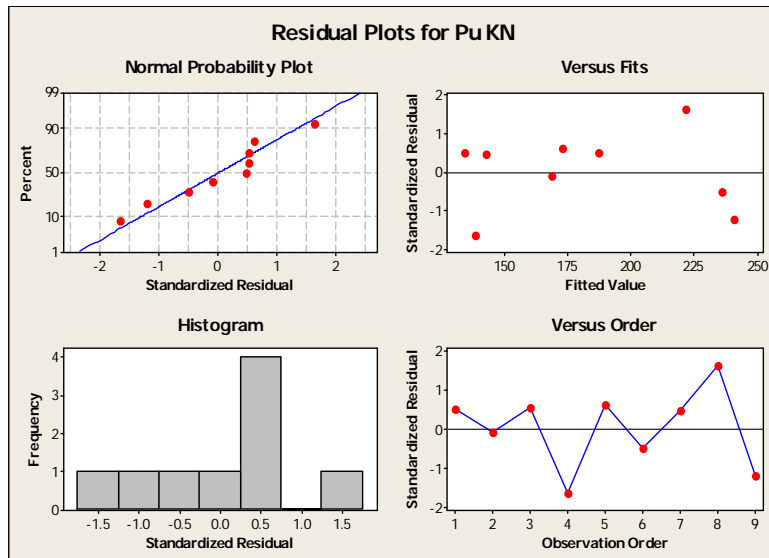 Residual Plots for Pu KN
Normal Probability Plot
99
90
50
10
1
Percent
-2 -1 0 1 2
Standardized Residual
Versus Fits
2
1
0
-1
-2
Standardized Residual
150 175 200 225 250
Fitted Value
Histogram
4
3
2
1
0
Frequency
-1.5 -1.0 -0.5 0.0 0.5 1.0 1.5
Standardized Residual
Versus Order
2
1
0
-1
-2
Standardized Residual
1 2 3 4 5 6 7 8 9
Observation Order